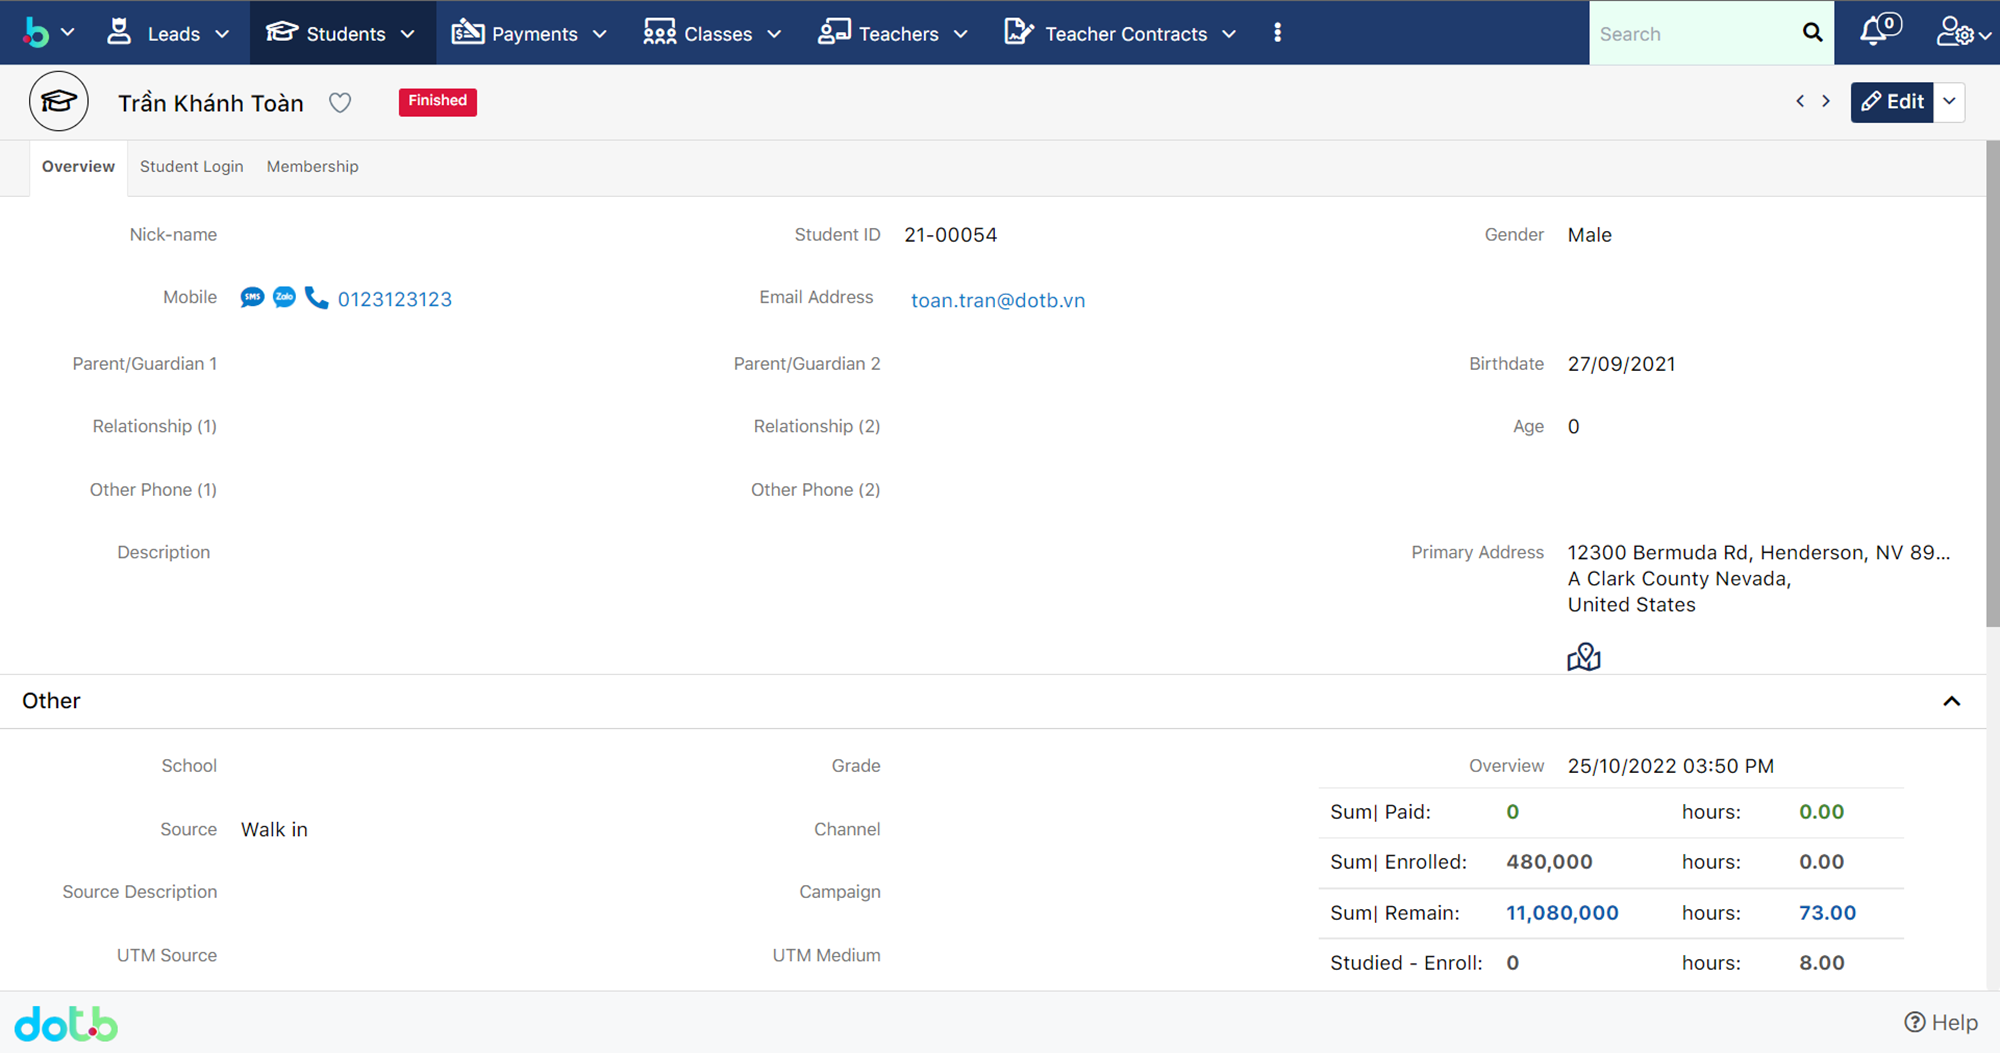 Leads
Students
Payments
Classes
Teachers
Teacher Contracts
Search
0
Trần Khánh Toàn
Finished
Edit
Overview
Student Login
Membership
Nick-name
Student ID 21-00054
Gender Male
Mobile SMS Zalo 0123123123
Email Address toan.tran@dotb.vn
Parent/Guardian 1
Parent/Guardian 2
Birthdate 27/09/2021
Relationship (1)
Relationship (2)
Age 0
Other Phone (1)
Other Phone (2)
Description
Primary Address 12300 Bermuda Rd, Henderson, NV 89...
A Clark County Nevada,
United States
Other
School
Grade
Overview 25/10/2022 03:50 PM
Sum| Paid: 0 hours: 0.00
Source Walk in
Channel
Sum| Enrolled: 480,000 hours: 0.00
Source Description
Campaign
Sum| Remain: 11,080,000 hours: 73.00
UTM Source
UTM Medium
Studied - Enroll: 0 hours: 8.00
dotb
Help